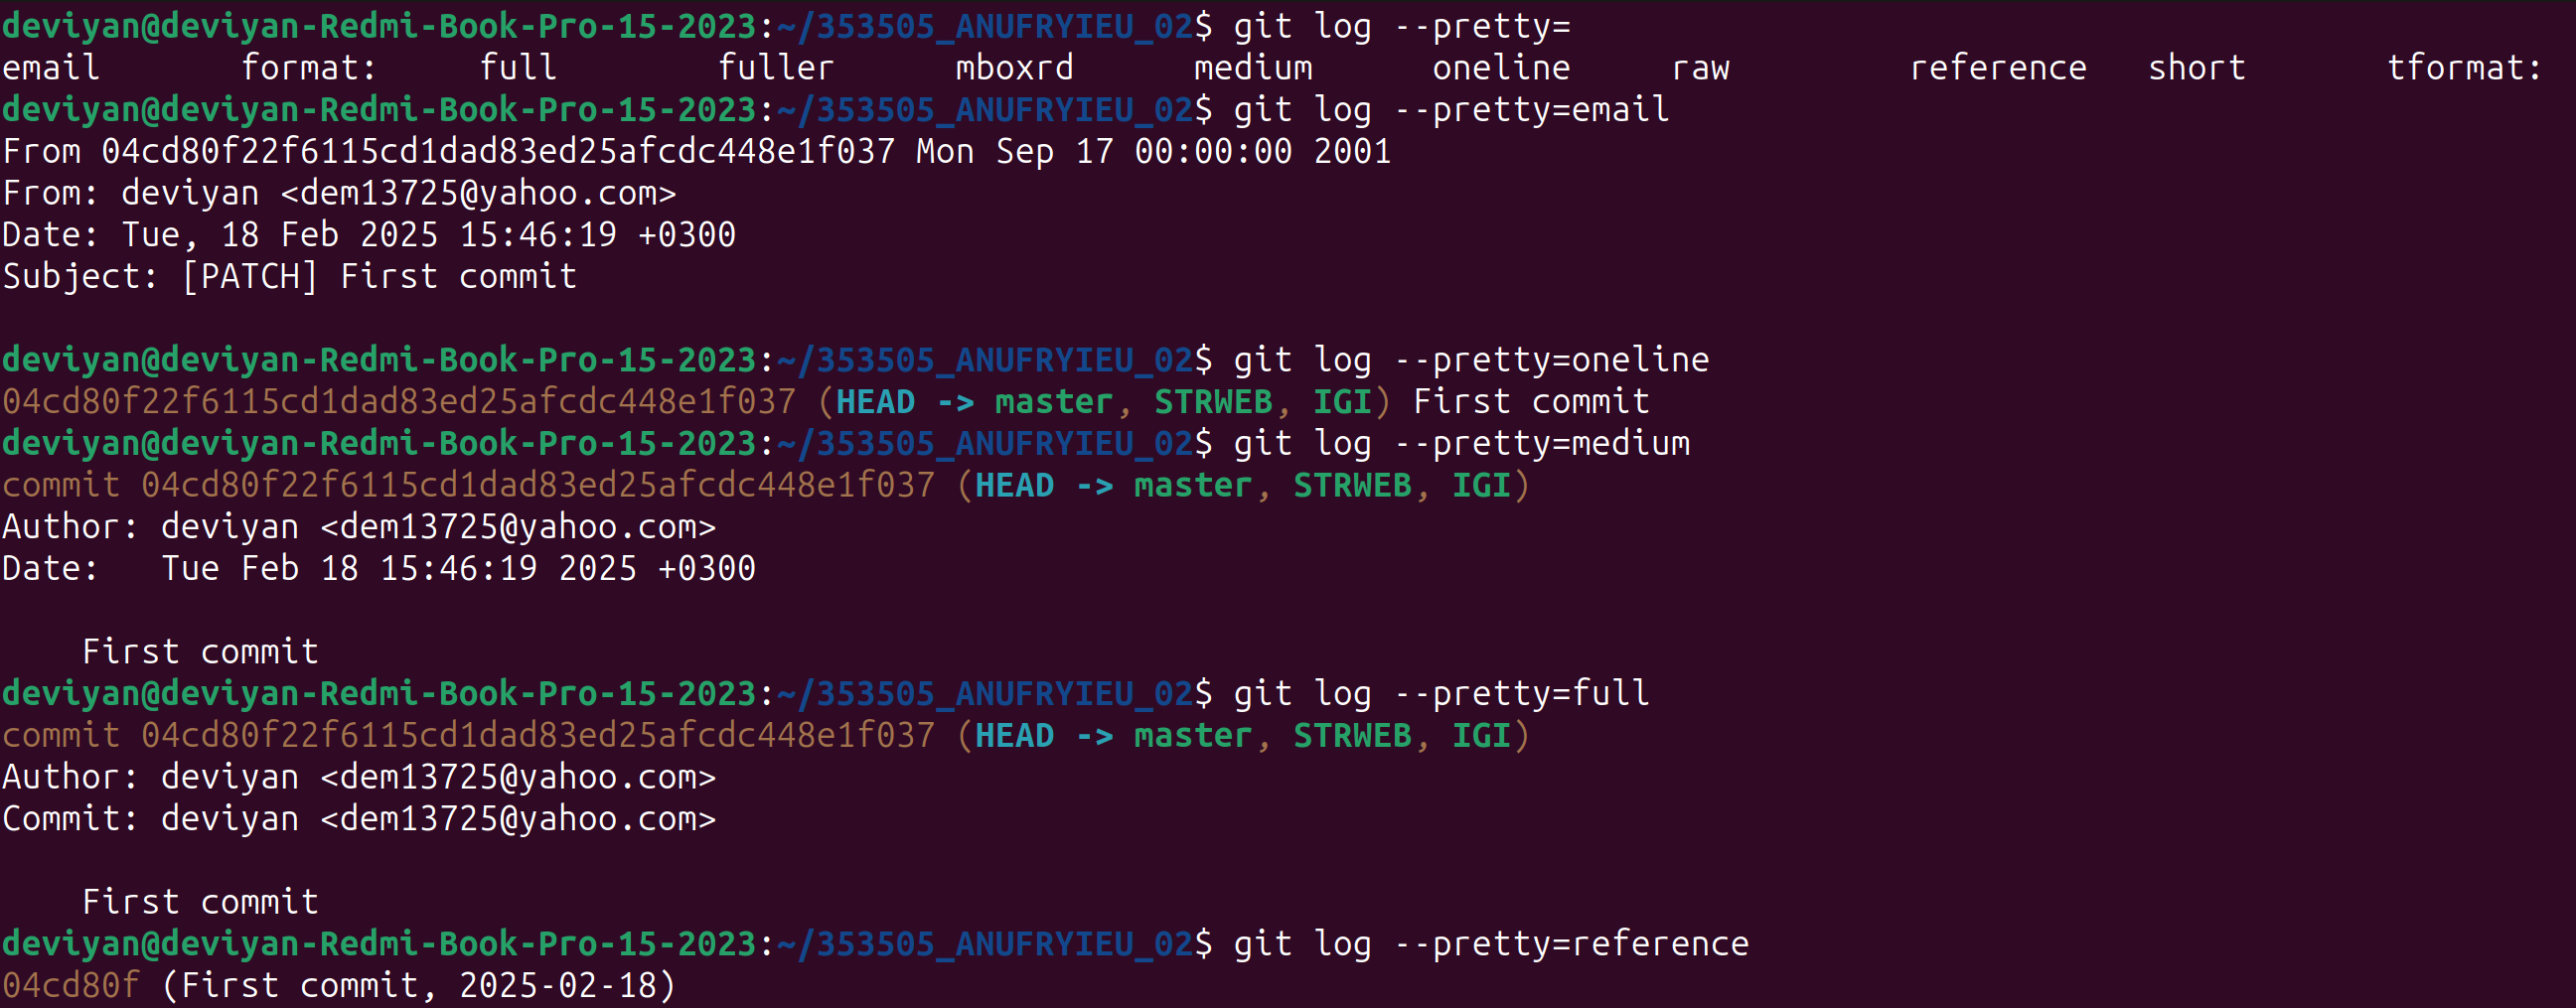 deviyan@deviyan-Redmi-Book-Pro-15-2023:~/353505_ANUFRYIEU_02$ git log --pretty=
email       format:     full        fuller      mboxrd      medium      oneline     raw         reference   short       tformat:
deviyan@deviyan-Redmi-Book-Pro-15-2023:~/353505_ANUFRYIEU_02$ git log --pretty=email
From 04cd80f22f6115cd1dad83ed25afcdc448e1f037 Mon Sep 17 00:00:00 2001
From: deviyan <dem13725@yahoo.com>
Date: Tue, 18 Feb 2025 15:46:19 +0300
Subject: [PATCH] First commit

deviyan@deviyan-Redmi-Book-Pro-15-2023:~/353505_ANUFRYIEU_02$ git log --pretty=oneline
04cd80f22f6115cd1dad83ed25afcdc448e1f037 (HEAD -> master, STRWEB, IGI) First commit
deviyan@deviyan-Redmi-Book-Pro-15-2023:~/353505_ANUFRYIEU_02$ git log --pretty=medium
commit 04cd80f22f6115cd1dad83ed25afcdc448e1f037 (HEAD -> master, STRWEB, IGI)
Author: deviyan <dem13725@yahoo.com>
Date:   Tue Feb 18 15:46:19 2025 +0300

    First commit
deviyan@deviyan-Redmi-Book-Pro-15-2023:~/353505_ANUFRYIEU_02$ git log --pretty=full
commit 04cd80f22f6115cd1dad83ed25afcdc448e1f037 (HEAD -> master, STRWEB, IGI)
Author: deviyan <dem13725@yahoo.com>
Commit: deviyan <dem13725@yahoo.com>

    First commit
deviyan@deviyan-Redmi-Book-Pro-15-2023:~/353505_ANUFRYIEU_02$ git log --pretty=reference
04cd80f (First commit, 2025-02-18)